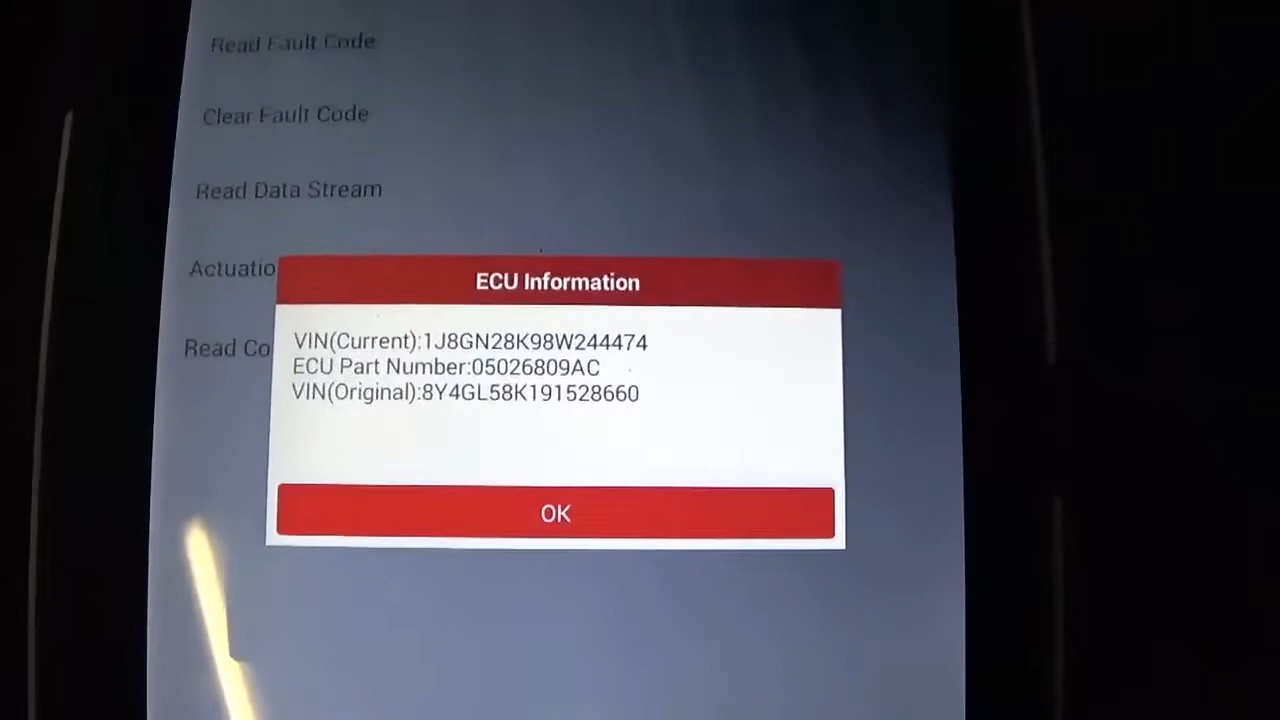 Read Fault Code
Clear Fault Code
Read Data Stream
Actuatio
Read Co
ECU Information
VIN(Current):1J8GN28K98W244474
ECU Part Number:05026809AC
VIN(Original):8Y4GL58K191528660
OK